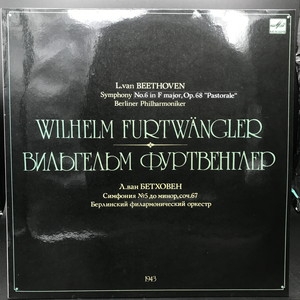 L.van BEETHOVEN
Symphony No.6 in F major, Op.68 "Pastorale"
Berliner Philharmoniker
WILHELM FURTWÄNGLER
ВИЛЬГЕЛЬМ ФУРТВЕНГЛЕР
Л.ван БЕТХОВЕН
Симфония №5 до минор, соч.67
Берлинский филармонический оркестр
1943